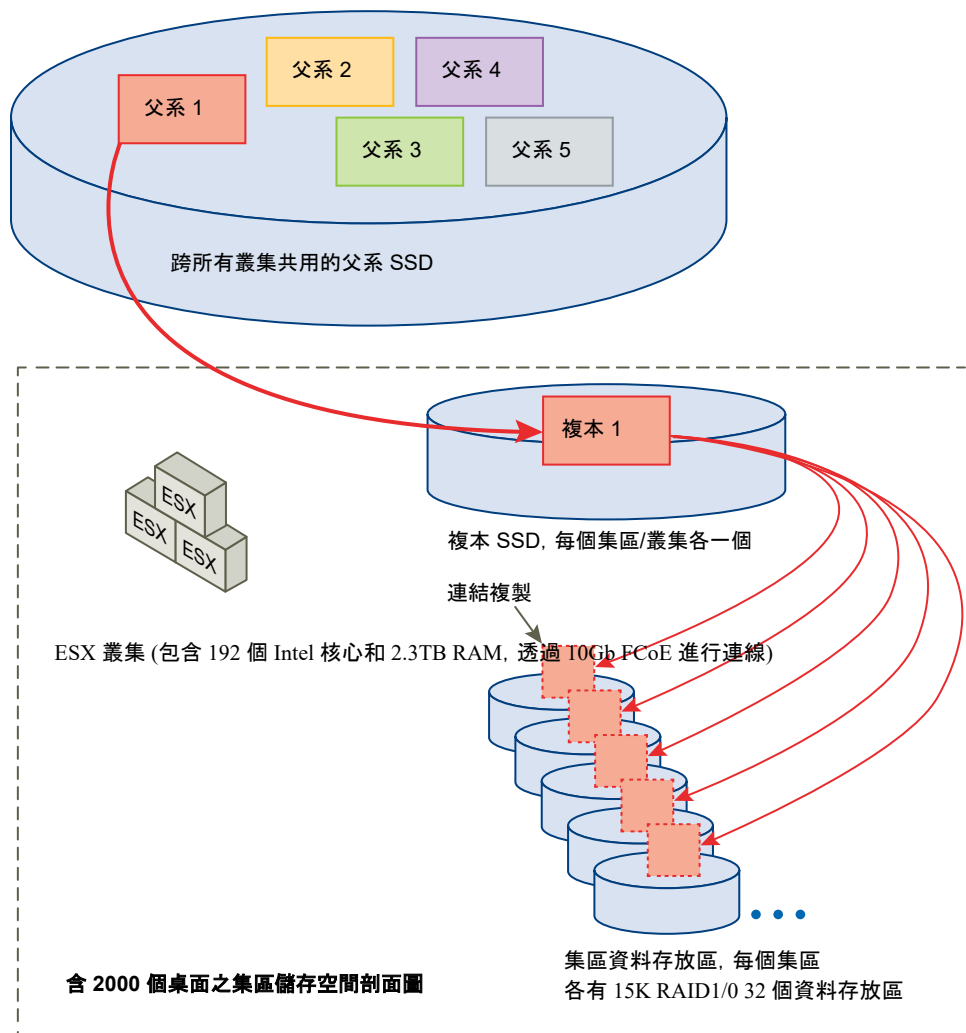 父系 1
父系 2
父系 4
父系 3
父系 5
跨所有叢集共用的父系 SSD
複本 1
ESX
ESX
ESX
複本 SSD, 每個集區/叢集各一個
連結複製
ESX 叢集 (包含 192 個 Intel 核心和 2.3TB RAM, 透過 10Gb FCoE 進行連線)
集區資料存放區, 每個集區
各有 15K RAID1/0 32 個資料存放區
含 2000 個桌面之集區儲存空間剖面圖